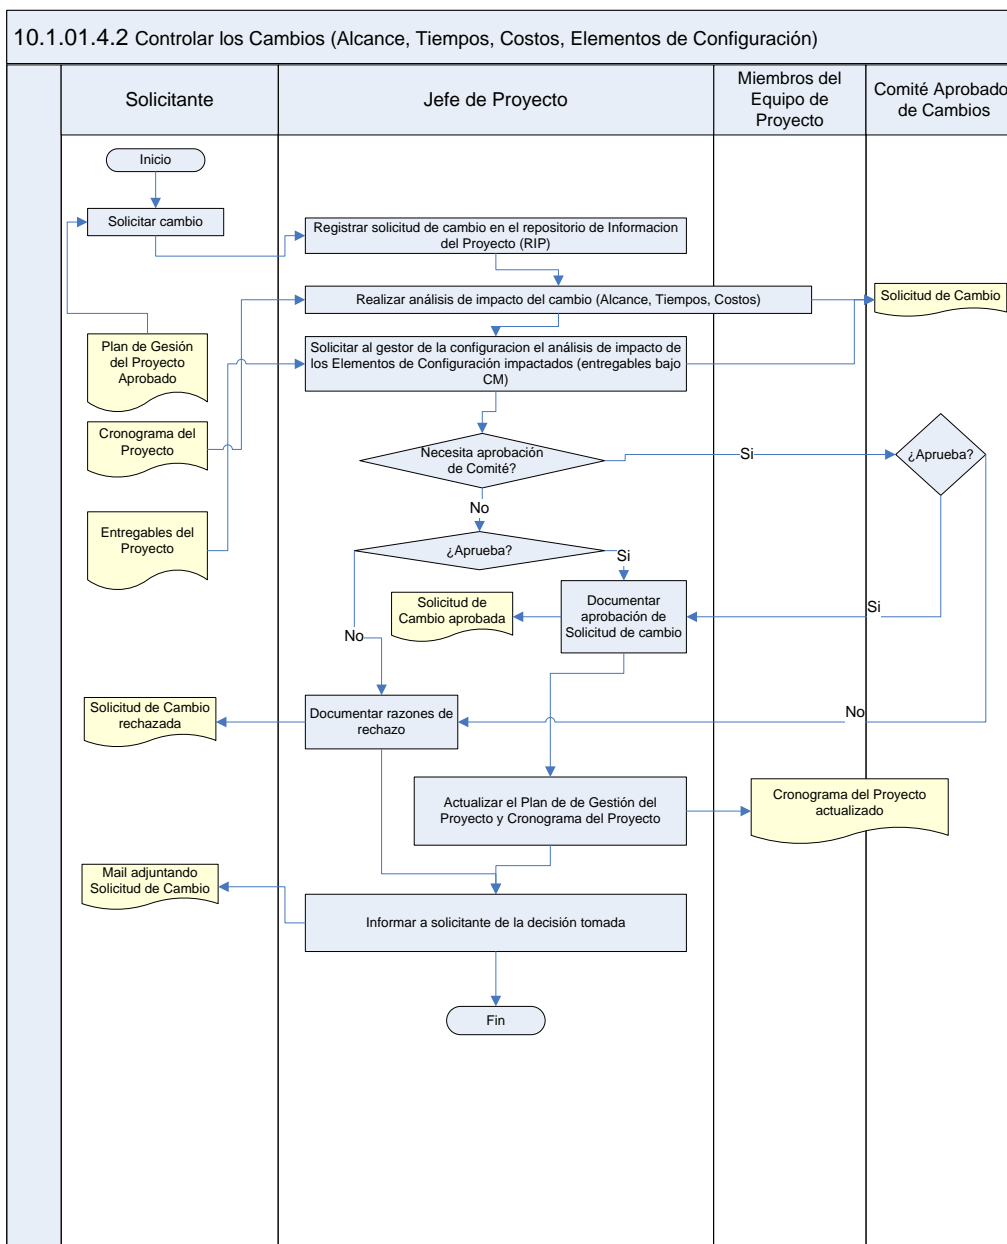 10.1.01.4.2 Controlar los Cambios (Alcance, Tiempos, Costos, Elementos de Configuración)
Solicitante
Jefe de Proyecto
Miembros del
Equipo de
Proyecto
Comité Aprobado
de Cambios
Inicio
Solicitar cambio
Registrar solicitud de cambio en el repositorio de Informacion
del Proyecto (RIP)
Realizar análisis de impacto del cambio (Alcance, Tiempos, Costos)
Solicitud de Cambio
Plan de Gesión
del Proyecto
Aprobado
Solicitar al gestor de la configuracion el análisis de impacto de
los Elementos de Configuración impactados (entregables bajo
CM)
Cronograma del
Proyecto
Necesita aprobación
de Comité?
Si
¿Aprueba?
No
Entregables del
Proyecto
¿Aprueba?
Si
Solicitud de
Cambio aprobada
Documentar
aprobación de
Solicitud de cambio
Si
No
Solicitud de Cambio
rechazada
Documentar razones de
rechazo
No
Actualizar el Plan de de Gestión del
Proyecto y Cronograma del Proyecto
Cronograma del Proyecto
actualizado
Mail adjuntando
Solicitud de Cambio
Informar a solicitante de la decisión tomada
Fin